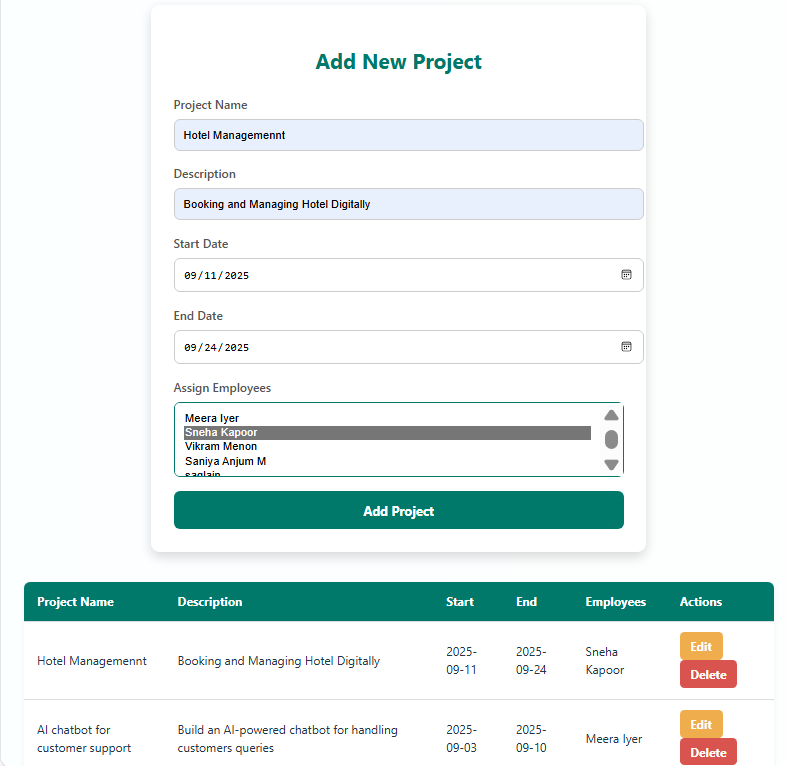 Add New Project
Project Name
Hotel Managemennt
Description
Booking and Managing Hotel Digitally
Start Date
09/11/2025
End Date
09/24/2025
Assign Employees
Meera Iyer
Sneha Kapoor
Vikram Menon
Saniya Anjum M
saqlain
Add Project
Project Name Description Start End Employees Actions
Hotel Managemennt Booking and Managing Hotel Digitally 2025-09-11 2025-09-24 Sneha Kapoor Edit Delete
AI chatbot for customer support Build an AI-powered chatbot for handling customers queries 2025-09-03 2025-09-10 Meera Iyer Edit Delete